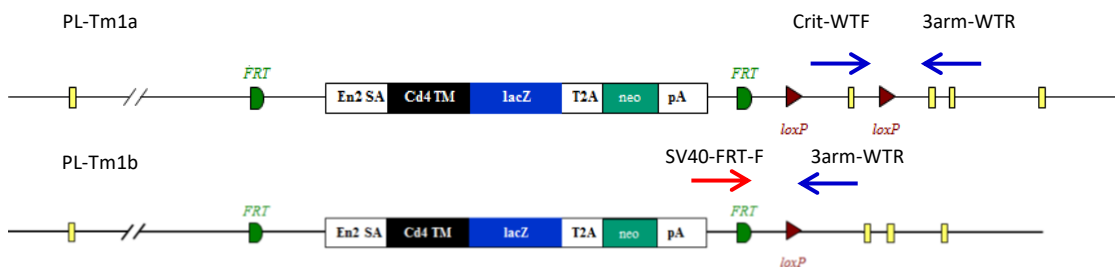 PL-Tm1a
Crit-WTF 3arm-WTR
FRT FRT
En2 SA Cd4 TM lacZ T2A neo pA
loxP loxP
PL-Tm1b
SV40-FRT-F 3arm-WTR
FRT FRT
En2 SA Cd4 TM lacZ T2A neo pA
loxP